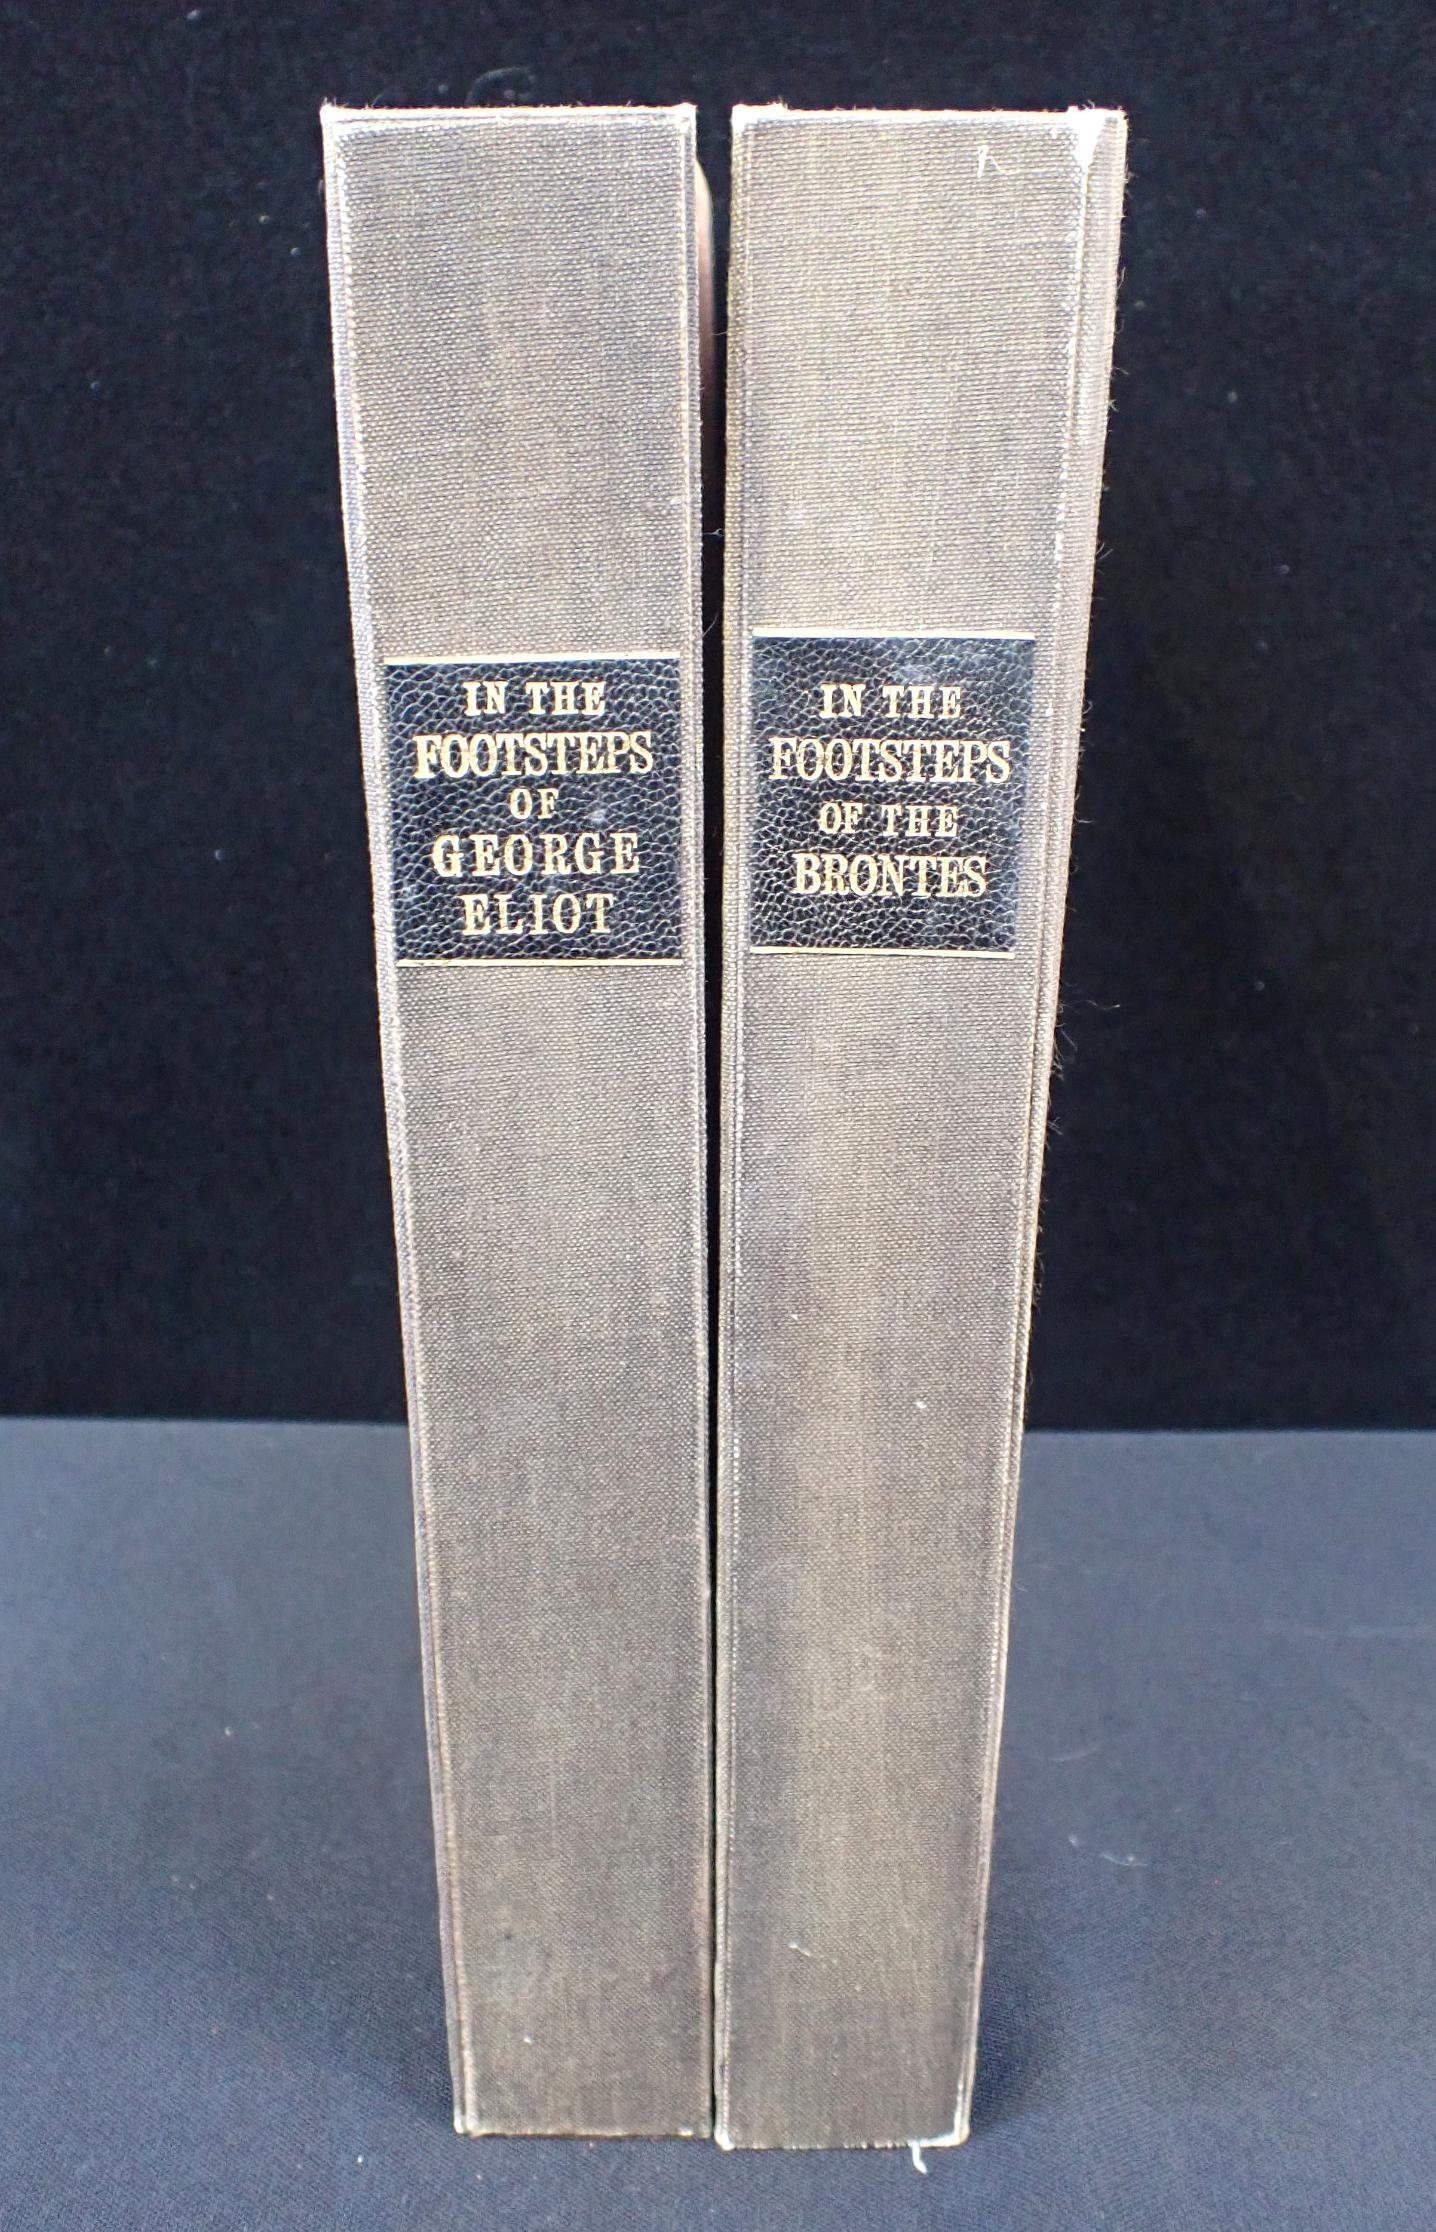 IN THE
FOOTSTEPS
OF
GEORGE
ELIOT
IN THE
FOOTSTEPS
OF THE
BRONTES